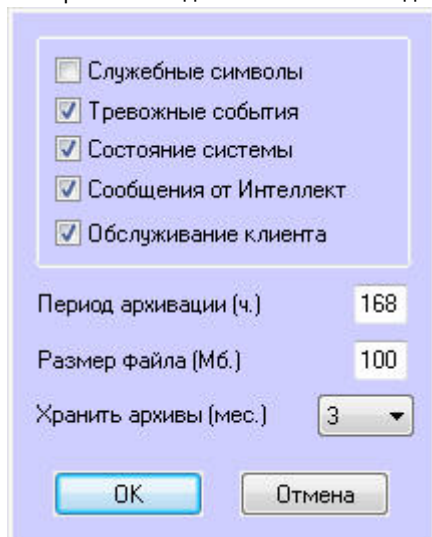 Служебные символы
Тревожные события
Состояние системы
Сообщения от Интеллект
Обслуживание клиента
Период архивации (ч.) 168
Размер файла (Мб.) 100
Хранить архивы (мес.) 3
OK Отмена